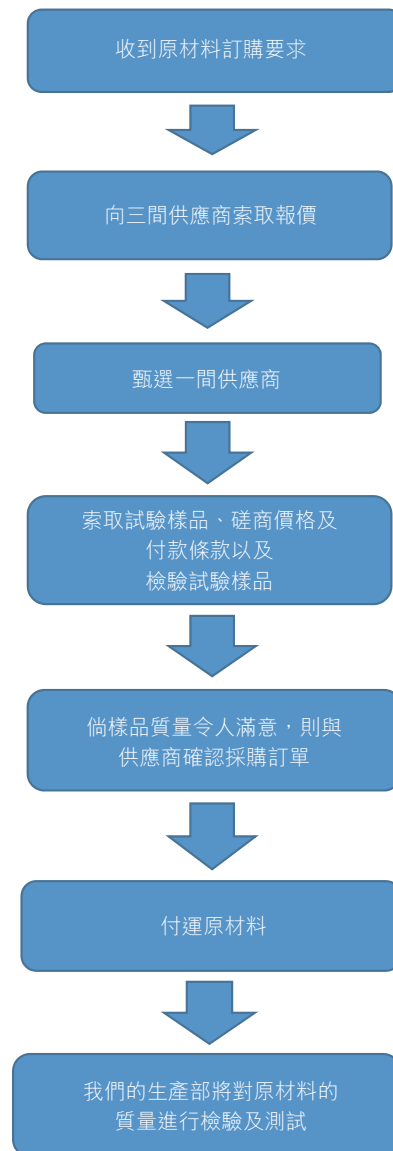 收到原材料訂購要求
向三間供應商索取報價
甄選一間供應商
索取試驗樣品、磋商價格及
付款條款以及
檢驗試驗樣品
倘樣品質量令人滿意，則與
供應商確認採購訂單
付運原材料
我們的生產部將對原材料的
質量進行檢驗及測試